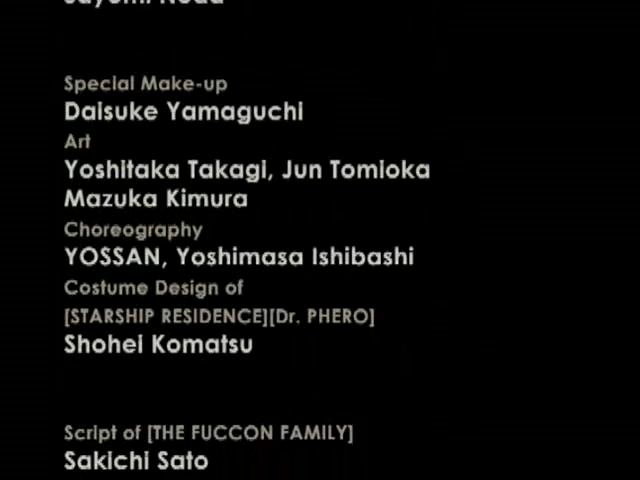 Special Make-up
Daisuke Yamaguchi
Art
Yoshitaka Takagi, Jun Tomioka
Mazuka Kimura
Choreography
YOSSAN, Yoshimasa Ishibashi
Costume Design of
[STARSHIP RESIDENCE][Dr. PHERO]
Shohei Komatsu
Script of [THE FUCCON FAMILY]
Sakichi Sato